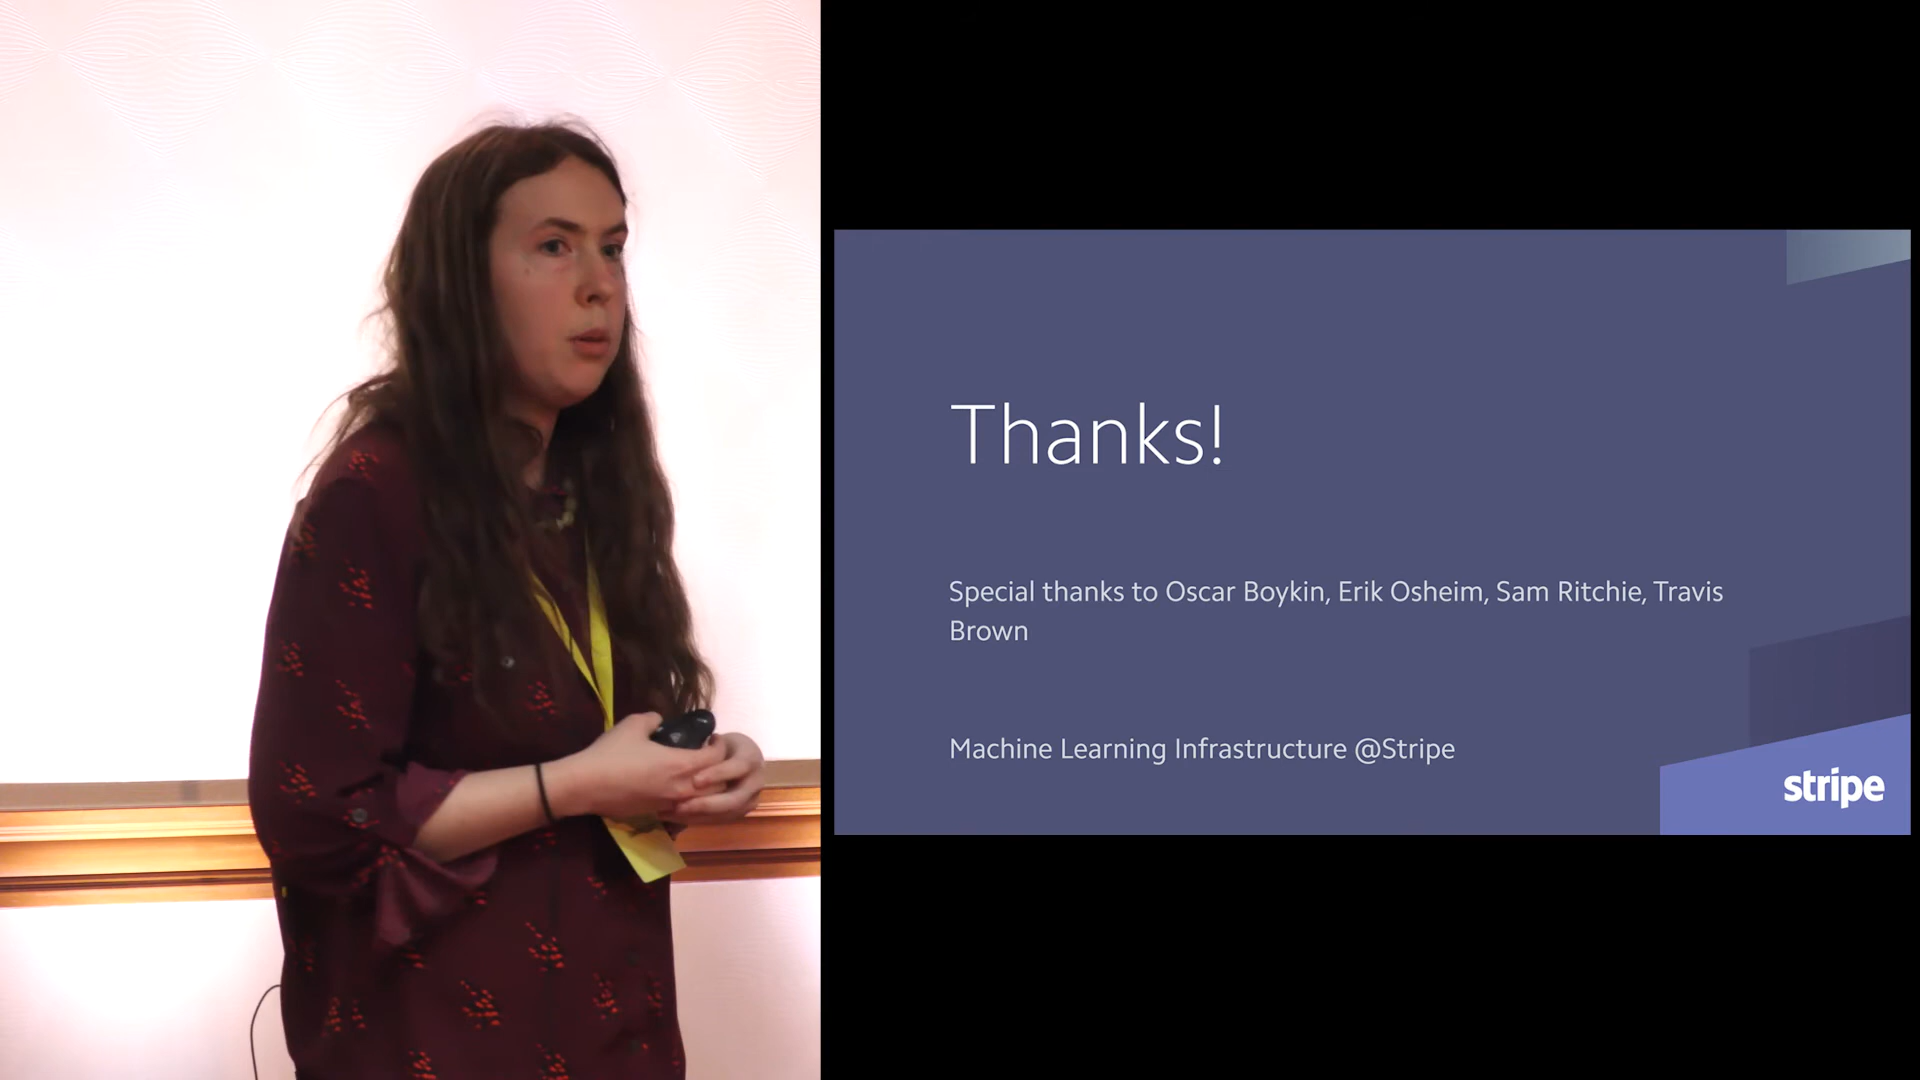 Thanks!
Special thanks to Oscar Boykin, Erik Osheim, Sam Ritchie, Travis
Brown
Machine Learning Infrastructure @Stripe
stripe